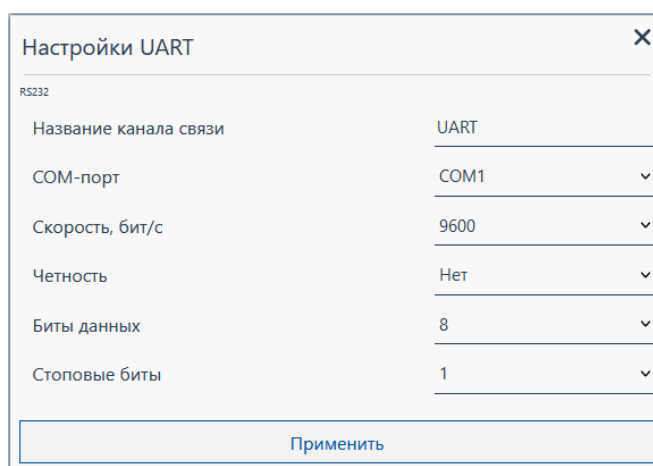 Настройки UART
RS232
Название канала связи UART
COM-порт COM1
Скорость, бит/с 9600
Четность Нет
Биты данных 8
Стоповые биты 1
Применить